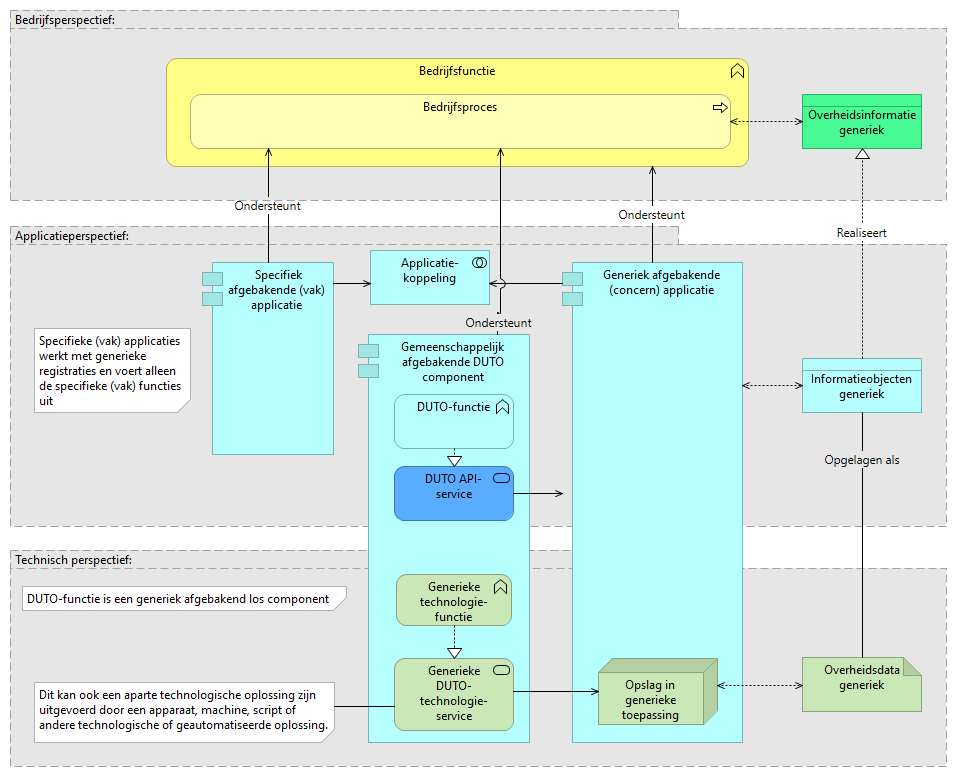 Bedrijfsperspectief:
Bedrijfsfunctie
Bedrijfsproces
Overheidsinformatie
generiek
Ondersteunt
Ondersteunt
Realiseert
Applicatieperspectief:
Specifiek
afgebakende (vak)
applicatie
Applicatie-
koppeling
Generiek afgebakende
(concern) applicatie
Ondersteunt
Specifieke (vak) applicaties
werkt met generieke
registraties en voert alleen
de specifieke (vak) functies
uit
Gemeenschappelijk
afgebakende DUTO
component
DUTO-functie
Informatieobjecten
generiek
DUTO API-
service
Opgelagen als
Technisch perspectief:
DUTO-functie is een generiek afgebakend los component
Generieke
technologie-
functie
Dit kan ook een aparte technologische oplossing zijn
uitgevoerd door een apparaat, machine, script of
andere technologische of geautomatiseerde oplossing.
Generieke
DUTO-
technologie-
service
Opslag in
generieke
toepassing
Overheidsdata
generiek